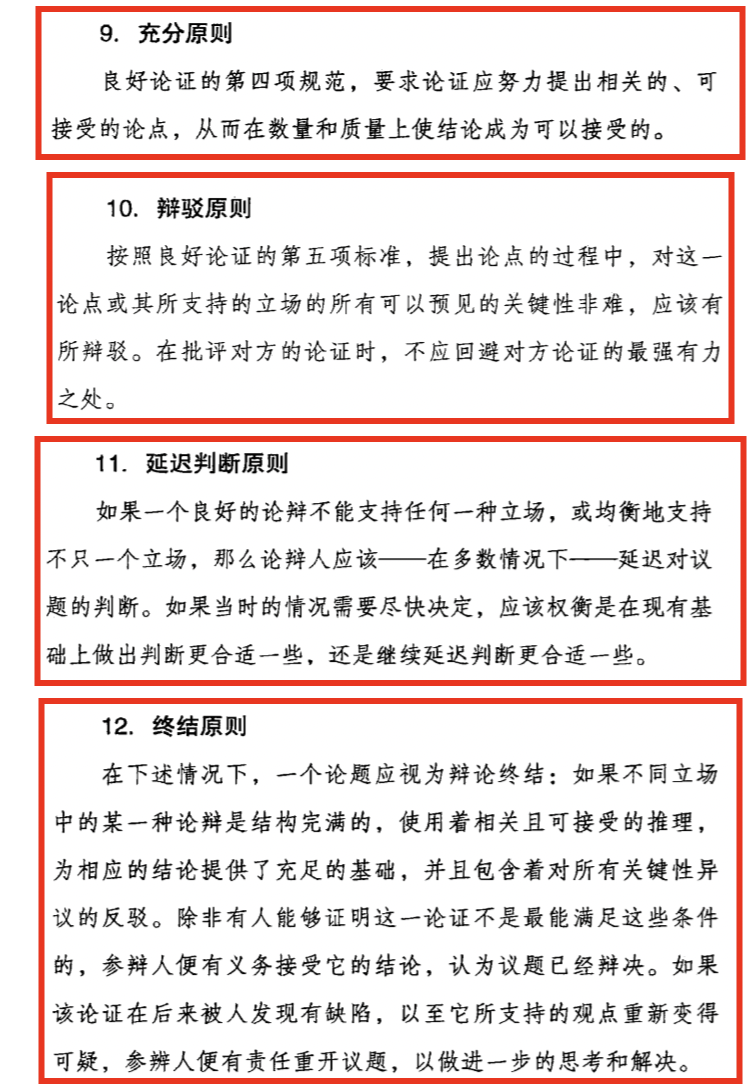 9. 充分原则
良好论证的第四项规范，要求论证应努力提出相关的、可
接受的论点，从而在数量和质量上使结论成为可以接受的。
10. 辩驳原则
按照良好论证的第五项标准，提出论点的过程中，对这一
论点或其所支持的立场的所有可以预见的关键性非难，应该有
所辩驳。在批评对方的论证时，不应回避对方论证的最强有力
之处。
11. 延迟判断原则
如果一个良好的论辩不能支持任何一种立场，或均衡地支持
不只一个立场，那么论辩人应该——在多数情况下——延迟对议
题的判断。如果当时的情况需要尽快决定，应该权衡是在现有基
础上做出判断更合适一些，还是继续延迟判断更合适一些。
12. 终结原则
在下述情况下，一个论题应视为辩论终结：如果不同立场
中的某一种论辩是结构完满的，使用着相关且可接受的推理，
为相应的结论提供了充足的基础，并且包含着对所有关键性异
议的反驳。除非有人能够证明这一论证不是最能满足这些条件
的，参辩人便有义务接受它的结论，认为议题已经辩决。如果
该论证在后来被人发现有缺陷，以至它所支持的观点重新变得
可疑，参辨人便有责任重开议题，以做进一步的思考和解决。